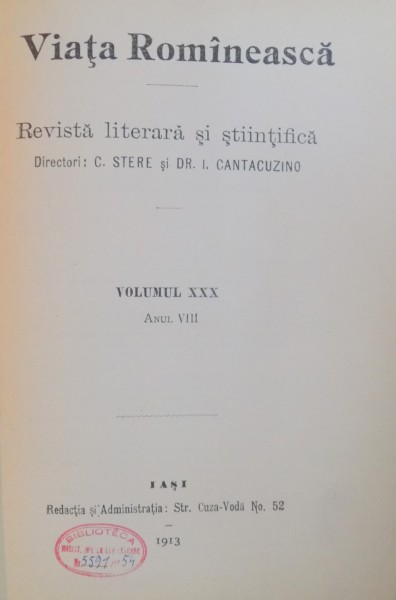 Viaţa Romînească
Revistă literară şi ştiinţifică
Directori: C. STERE şi DR. I. CANTACUZINO
VOLUMUL XXX
Anul VIII
IAŞI
Redacţia şi Administraţia: Str. Cuza-Vodă No. 52
1913
BIBLIOTECA